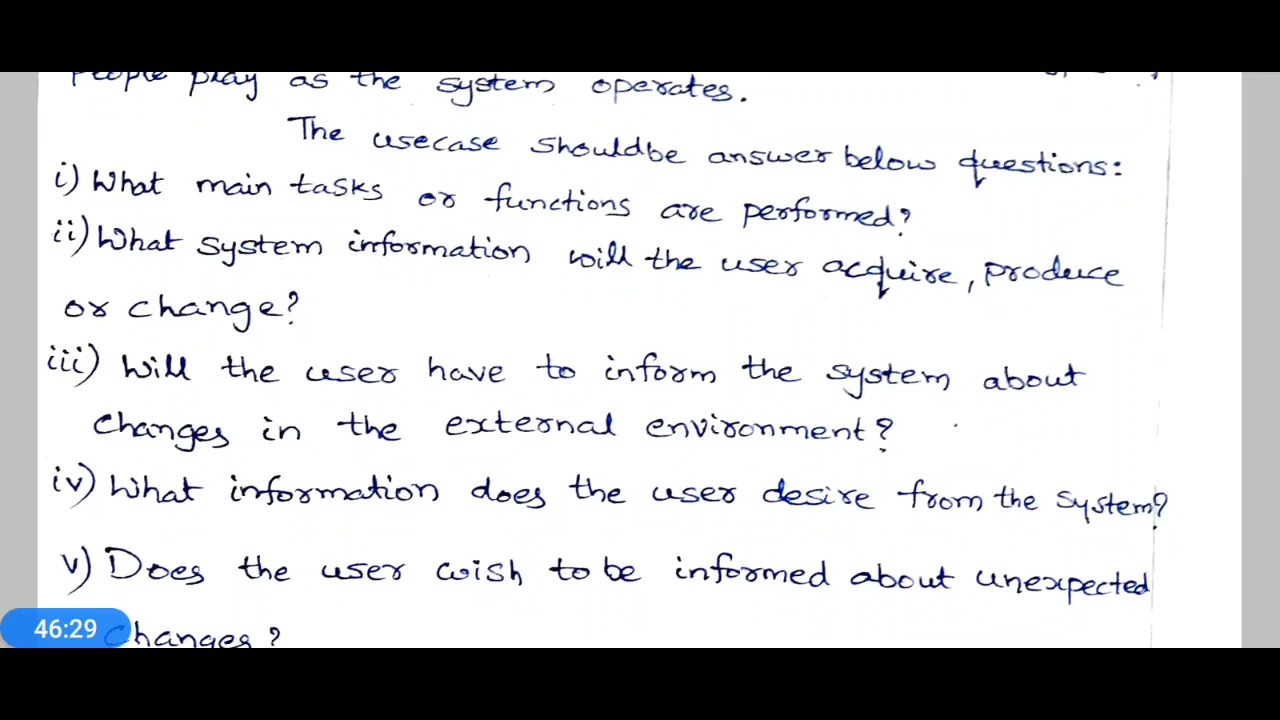 people play as the system operates.
The usecase shouldbe answer below questions:
i) What main tasks or functions are performed?
ii) What system information will the user acquire, produce
or change?
iii) Will the user have to inform the system about
changes in the external environment?
iv) What information does the user desire from the system?
v) Does the user wish to be informed about unexpected
changes?
46:29